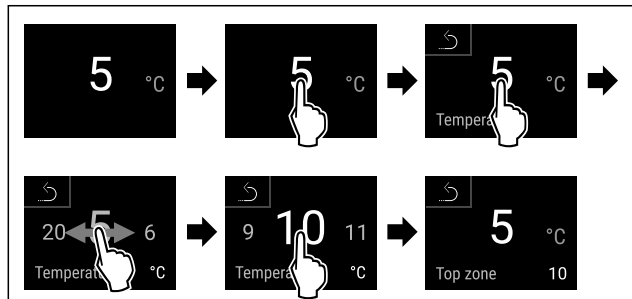 5 °C
5 °C
5 °C
Tempera
20 5 6
Temperat °C
9 10 11
Tempera °C
5 °C
Top zone 10